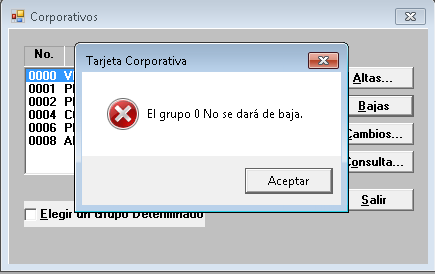 Corporativos
No.
Tarjeta Corporativa
El grupo 0 No se dará de baja.
Aceptar
0000 V
0001 P
0002 P
0004 C
0006 P
0008 A
Altas...
Bajas
Cambios...
Consulta...
Salir
Elegir un Grupo Determinado